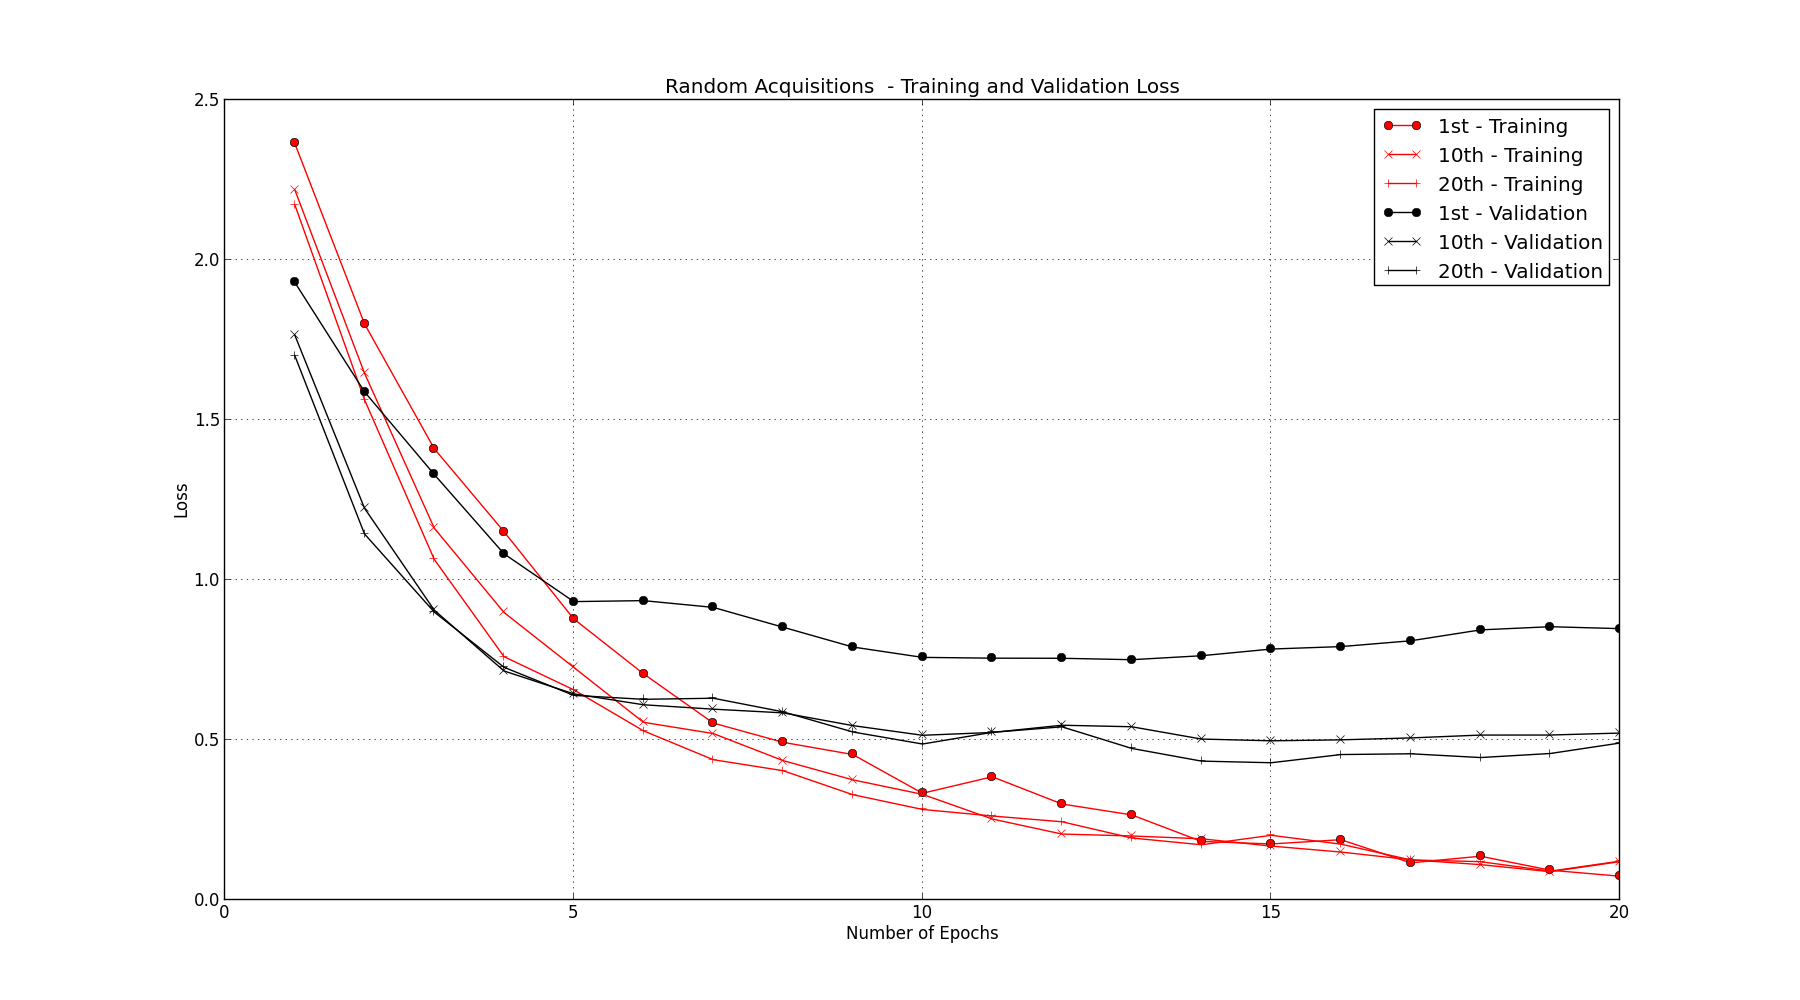 Random Acquisitions  - Training and Validation Loss
2.5
2.0
1.5
1.0
0.5
0.0
Loss
0
5
10
15
20
Number of Epochs
1st - Training
10th - Training
20th - Training
1st - Validation
10th - Validation
20th - Validation